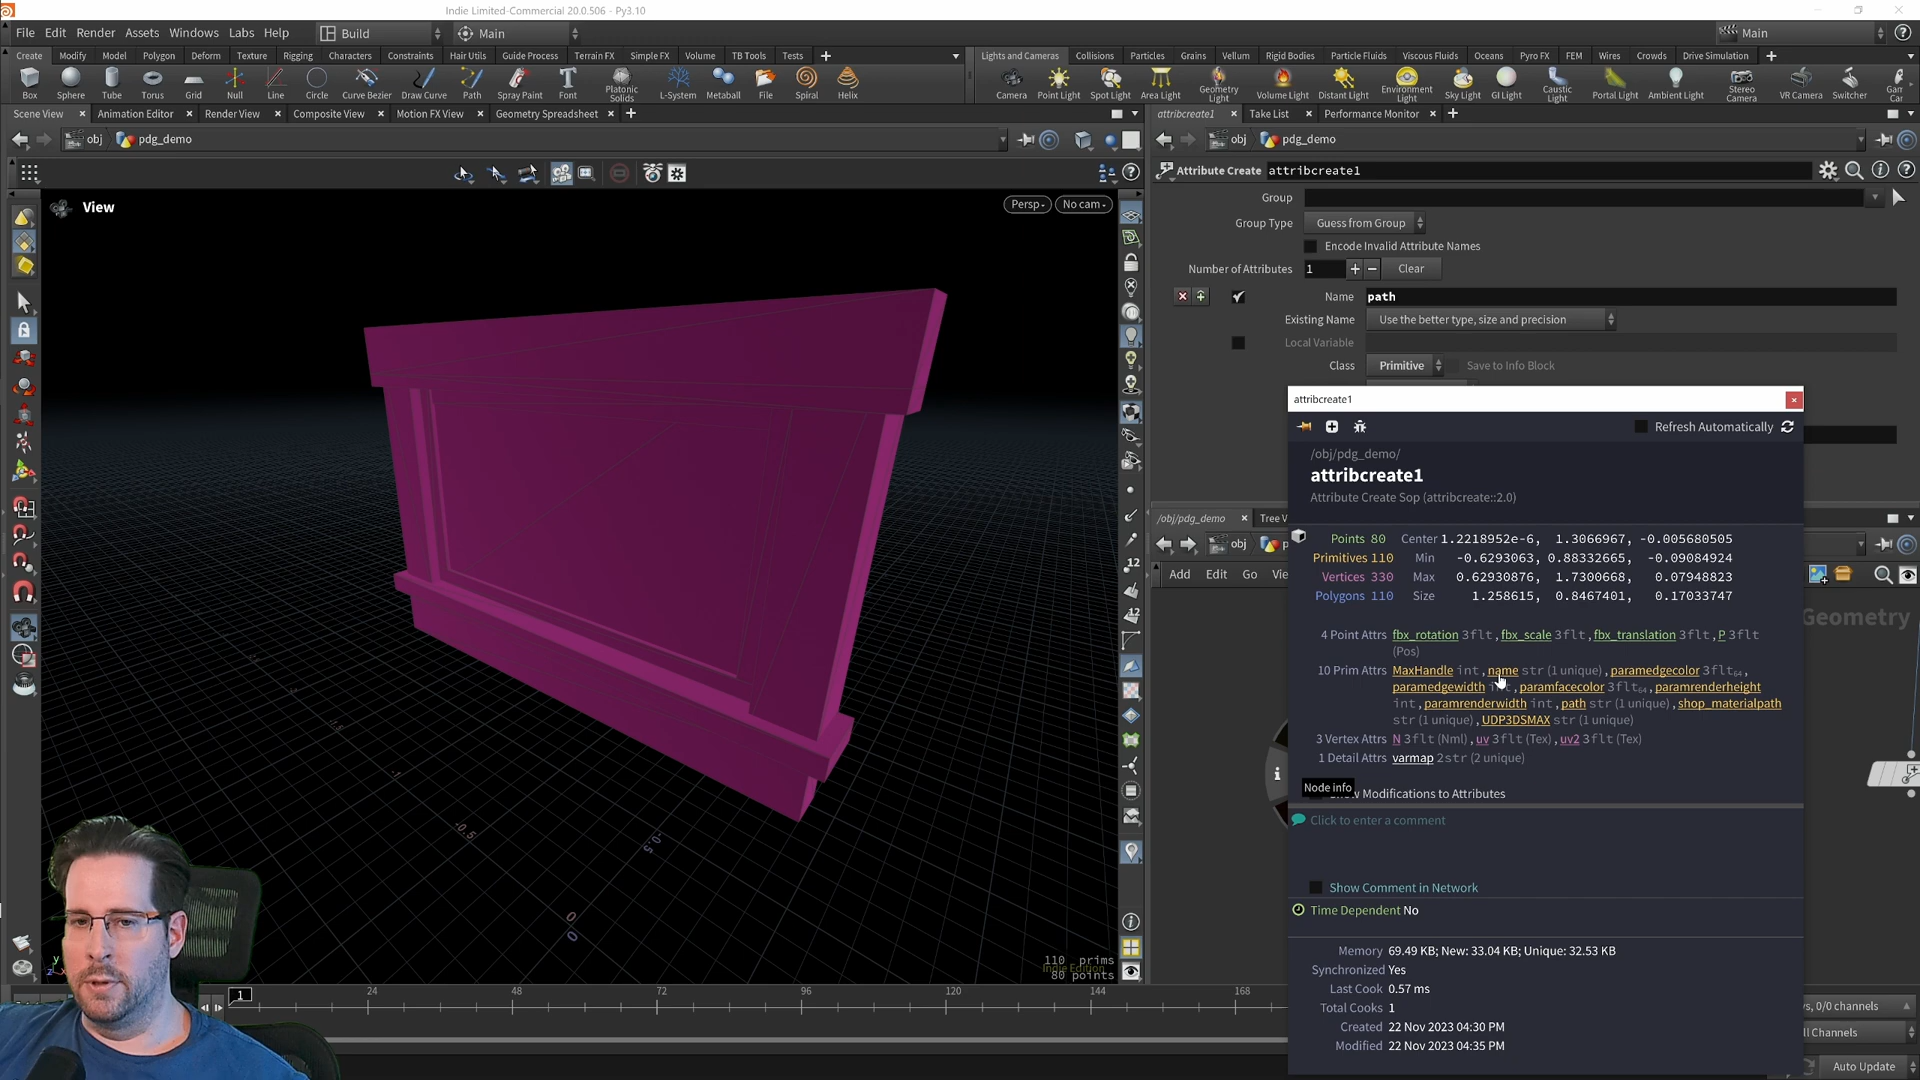 Indie Limited-Commercial 20.0.506 - Py3.10
File Edit Render Assets Windows Labs Help Build Main Main
Create Modify Model Polygon Deform Texture Rigging Characters Constraints Hair Utils Guide Process Terrain FX Simple FX Volume TB Tools Tests
Lights and Cameras Collisions Particles Grains Vellum Rigid Bodies Particle Fluids Viscous Fluids Oceans Pyro FX FEM Wires Crowds Drive Simulation
Box Sphere Tube Torus Grid Null Line Circle Curve Bezier Draw Curve Path Spray Paint Font Platonic Solids L-System Metaball File Spiral Helix
Camera Point Light Spot Light Area Light Geometry Light Volume Light Distant Light Environment Light Sky Light GI Light Caustic Light Portal Light Ambient Light Stereo Camera VR Camera Switcher
Scene View Animation Editor Render View Composite View Motion FX View Geometry Spreadsheet
attribcreate1 Take List Performance Monitor
obj pdg_demo
obj pdg_demo
Attribute Create attribcreate1
View
Persp No cam
Group
Group Type Guess from Group
Encode Invalid Attribute Names
Number of Attributes 1 Clear
Name path
Existing Name Use the better type, size and precision
Local Variable
Class Primitive Save to Info Block
attribcreate1
Refresh Automatically
/obj/pdg_demo/
attribcreate1
Attribute Create Sop (attribcreate::2.0)
/obj/pdg_demo Tree V
obj
Add Edit Go
Geometry
Points 80 Center 1.2218952e-6, 1.3066967, -0.005680505
Primitives 110 Min -0.6293063, 0.88332665, -0.09084924
Vertices 330 Max 0.62930876, 1.7300668, 0.07948823
Polygons 110 Size 1.258615, 0.8467401, 0.17033747
4 Point Attrs fbx_rotation 3flt, fbx_scale 3flt, fbx_translation 3flt, P 3flt
(Pos)
10 Prim Attrs MaxHandle int, name str (1 unique), paramedgecolor 3flt64,
paramedgewidth int, paramfacecolor 3flt64, paramrenderheight
int, paramrenderwidth int, path str (1 unique), shop_materialpath
str (1 unique), UDP3DSMAX str (1 unique)
3 Vertex Attrs N 3flt (Nml), uv 3flt (Tex), uv2 3flt (Tex)
1 Detail Attrs varmap 2str (2 unique)
Node info
Modifications to Attributes
Click to enter a comment
Show Comment in Network
Time Dependent No
Memory 69.49 KB; New: 33.04 KB; Unique: 32.53 KB
Synchronized Yes
Last Cook 0.57 ms
Total Cooks 1
Created 22 Nov 2023 04:30 PM
Modified 22 Nov 2023 04:35 PM
-0.5
-0.5
0
0
110 prims
80 points
Indie Edition
1 24 48 72 96 120 144 168
0/0 channels
Channels
Auto Update